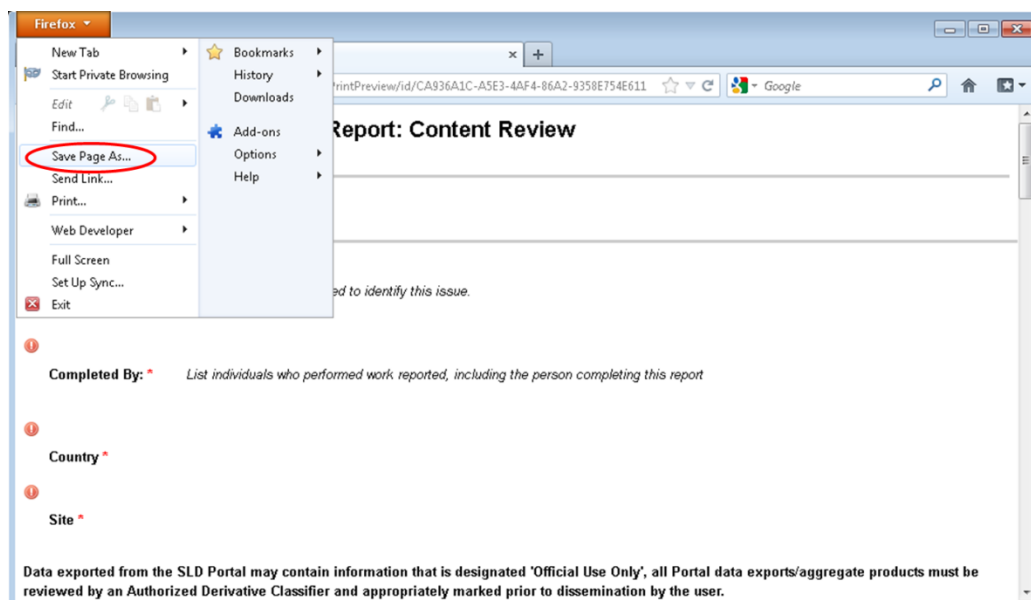 Firefox
New Tab
Start Private Browsing
Edit
Find...
Save Page As...
Send Link...
Print...
Web Developer
Full Screen
Set Up Sync...
Exit
Bookmarks
History
Downloads
Add-ons
Options
Help
PrintPreview/id/CA936A1C-A5E3-4AF4-86A2-9358E754E611
Google
Report: Content Review
ed to identify this issue.
Completed By: * List individuals who performed work reported, including the person completing this report
Country *
Site *
Data exported from the SLD Portal may contain information that is designated 'Official Use Only', all Portal data exports/aggregate products must be
reviewed by an Authorized Derivative Classifier and appropriately marked prior to dissemination by the user.